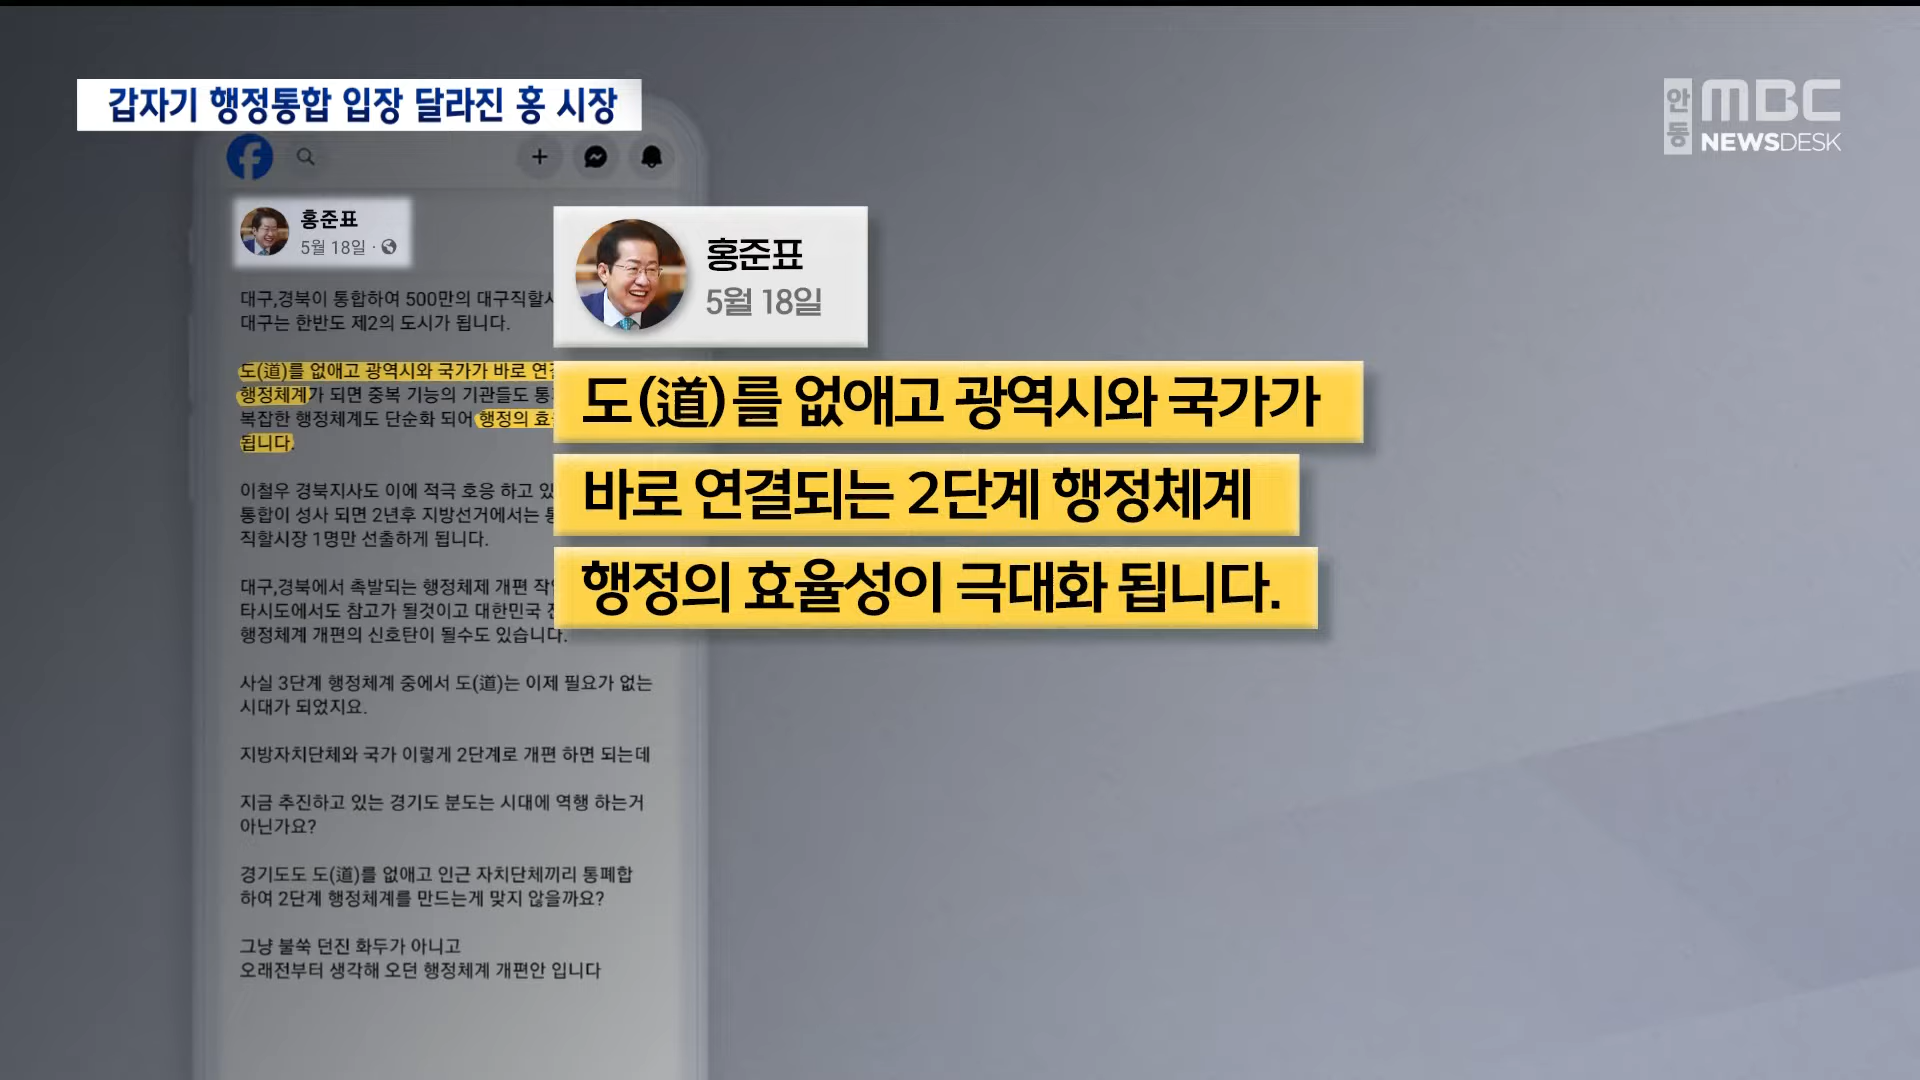 갑자기 행정통합 입장 달라진 홍 시장
안동
MBC
NEWSDESK
홍준표
5월 18일
대구,경북이 통합하여 500만의 대구직할시
대구는 한반도 제2의 도시가 됩니다.
도(道)를 없애고 광역시와 국가가 바로
행정체계가 되면 중복 기능의 기관들도
복잡한 행정체계도 단순화 되어 행정의
됩니다.
이철우 경북지사도 이에 적극 호응 하고
통합이 성사 되면 2년후 지방선거에서는
직할시장 1명만 선출하게 됩니다.
대구,경북에서 촉발되는 행정체제 개편
타시도에서도 참고가 될것이고 대한민국
행정체계 개편의 신호탄이 될수도 있습니다.
사실 3단계 행정체계 중에서 도(道)는 이제 필요가 없는
시대가 되었지요.
지방자치단체와 국가 이렇게 2단계로 개편 하면 되는데
지금 추진하고 있는 경기도 분도는 시대에 역행 하는거
아닌가요?
경기도도 도(道)를 없애고 인근 자치단체끼리 통폐합
하여 2단계 행정체계를 만드는게 맞지 않을까요?
그냥 불쑥 던진 화두가 아니고
오래전부터 생각해 오던 행정체계 개편안 입니다
홍준표
5월 18일
도(道)를 없애고 광역시와 국가가
바로 연결되는 2단계 행정체계
행정의 효율성이 극대화 됩니다.